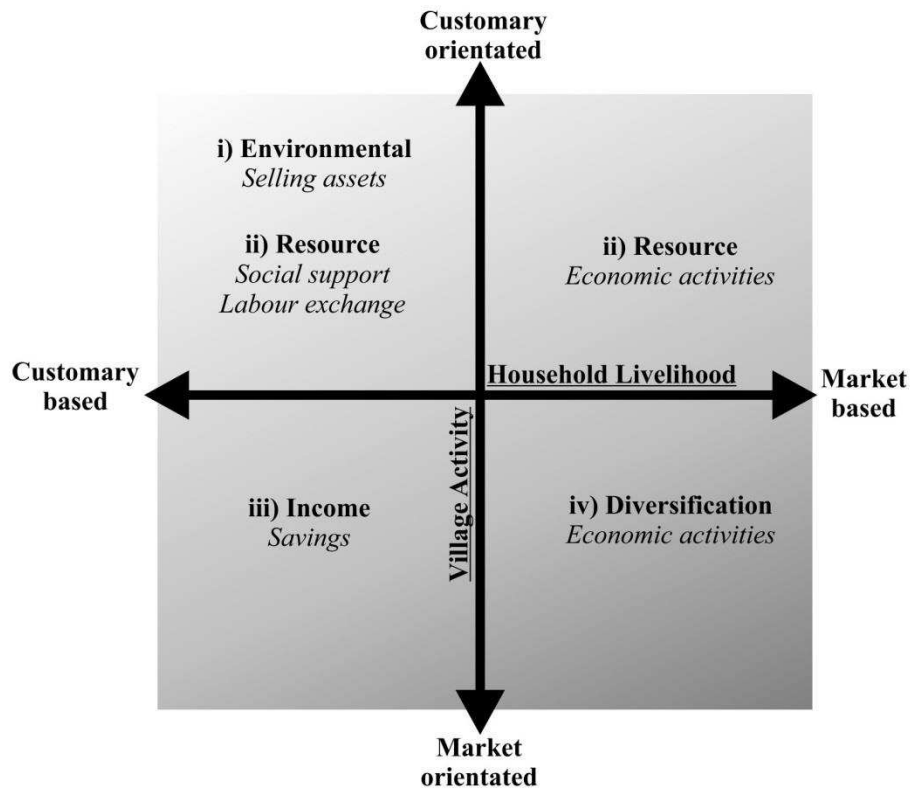 Customary
orientated
i) Environmental
Selling assets
ii) Resource
Social support
Labour exchange
ii) Resource
Economic activities
Customary
based
Household Livelihood
Market
based
Village Activity
iii) Income
Savings
iv) Diversification
Economic activities
Market
orientated